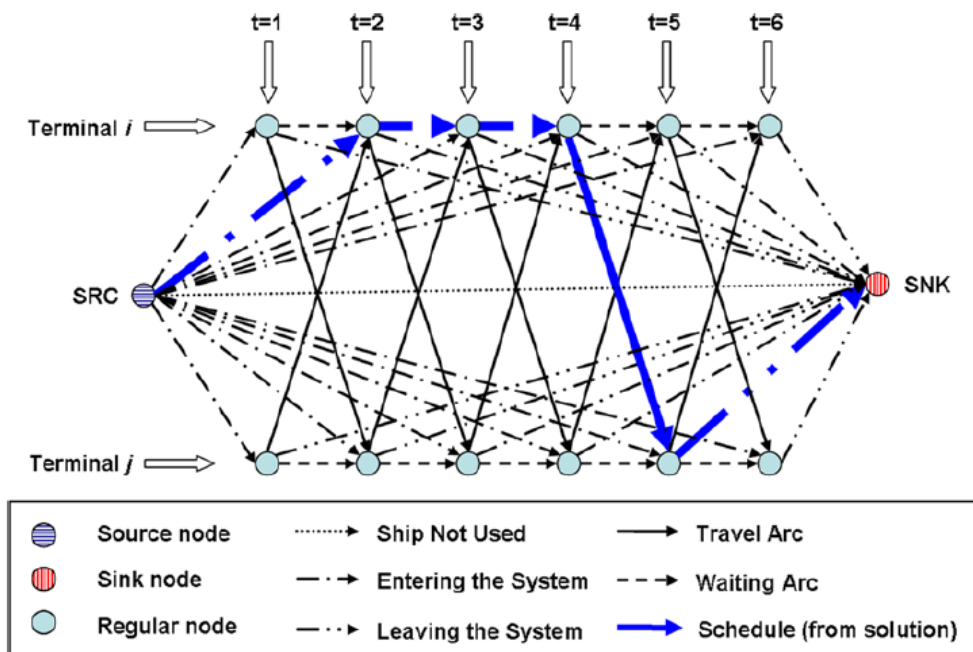 t=1 t=2 t=3 t=4 t=5 t=6
Terminal i
SRC
SNK
Terminal j
Source node
Ship Not Used
Travel Arc
Sink node
Entering the System
Waiting Arc
Regular node
Leaving the System
Schedule (from solution)